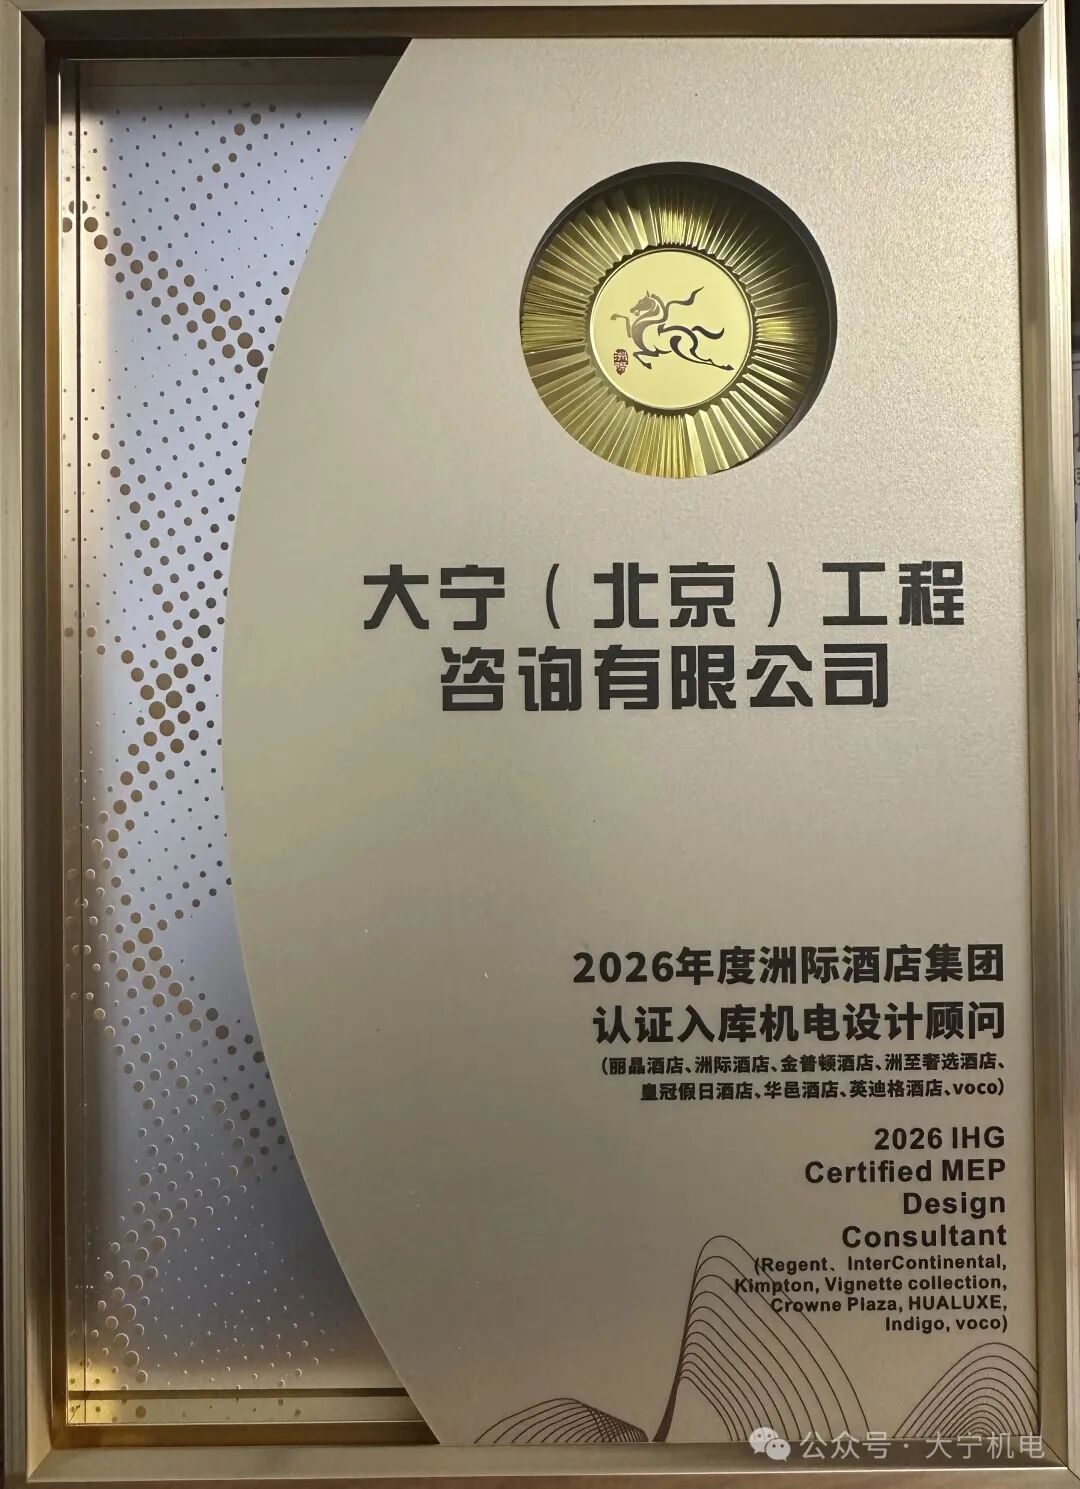 洲际
大宁（北京）工程
咨询有限公司
2026年度洲际酒店集团
认证入库机电设计顾问
(丽晶酒店、洲际酒店、金普顿酒店、洲至奢选酒店、
皇冠假日酒店、华邑酒店、英迪格酒店、voco)
2026 IHG
Certified MEP
Design
Consultant
(Regent、InterContinental,
Kimpton, Vignette collection,
Crowne Plaza, HUALUXE,
Indigo, voco)
公众号·大宁机电